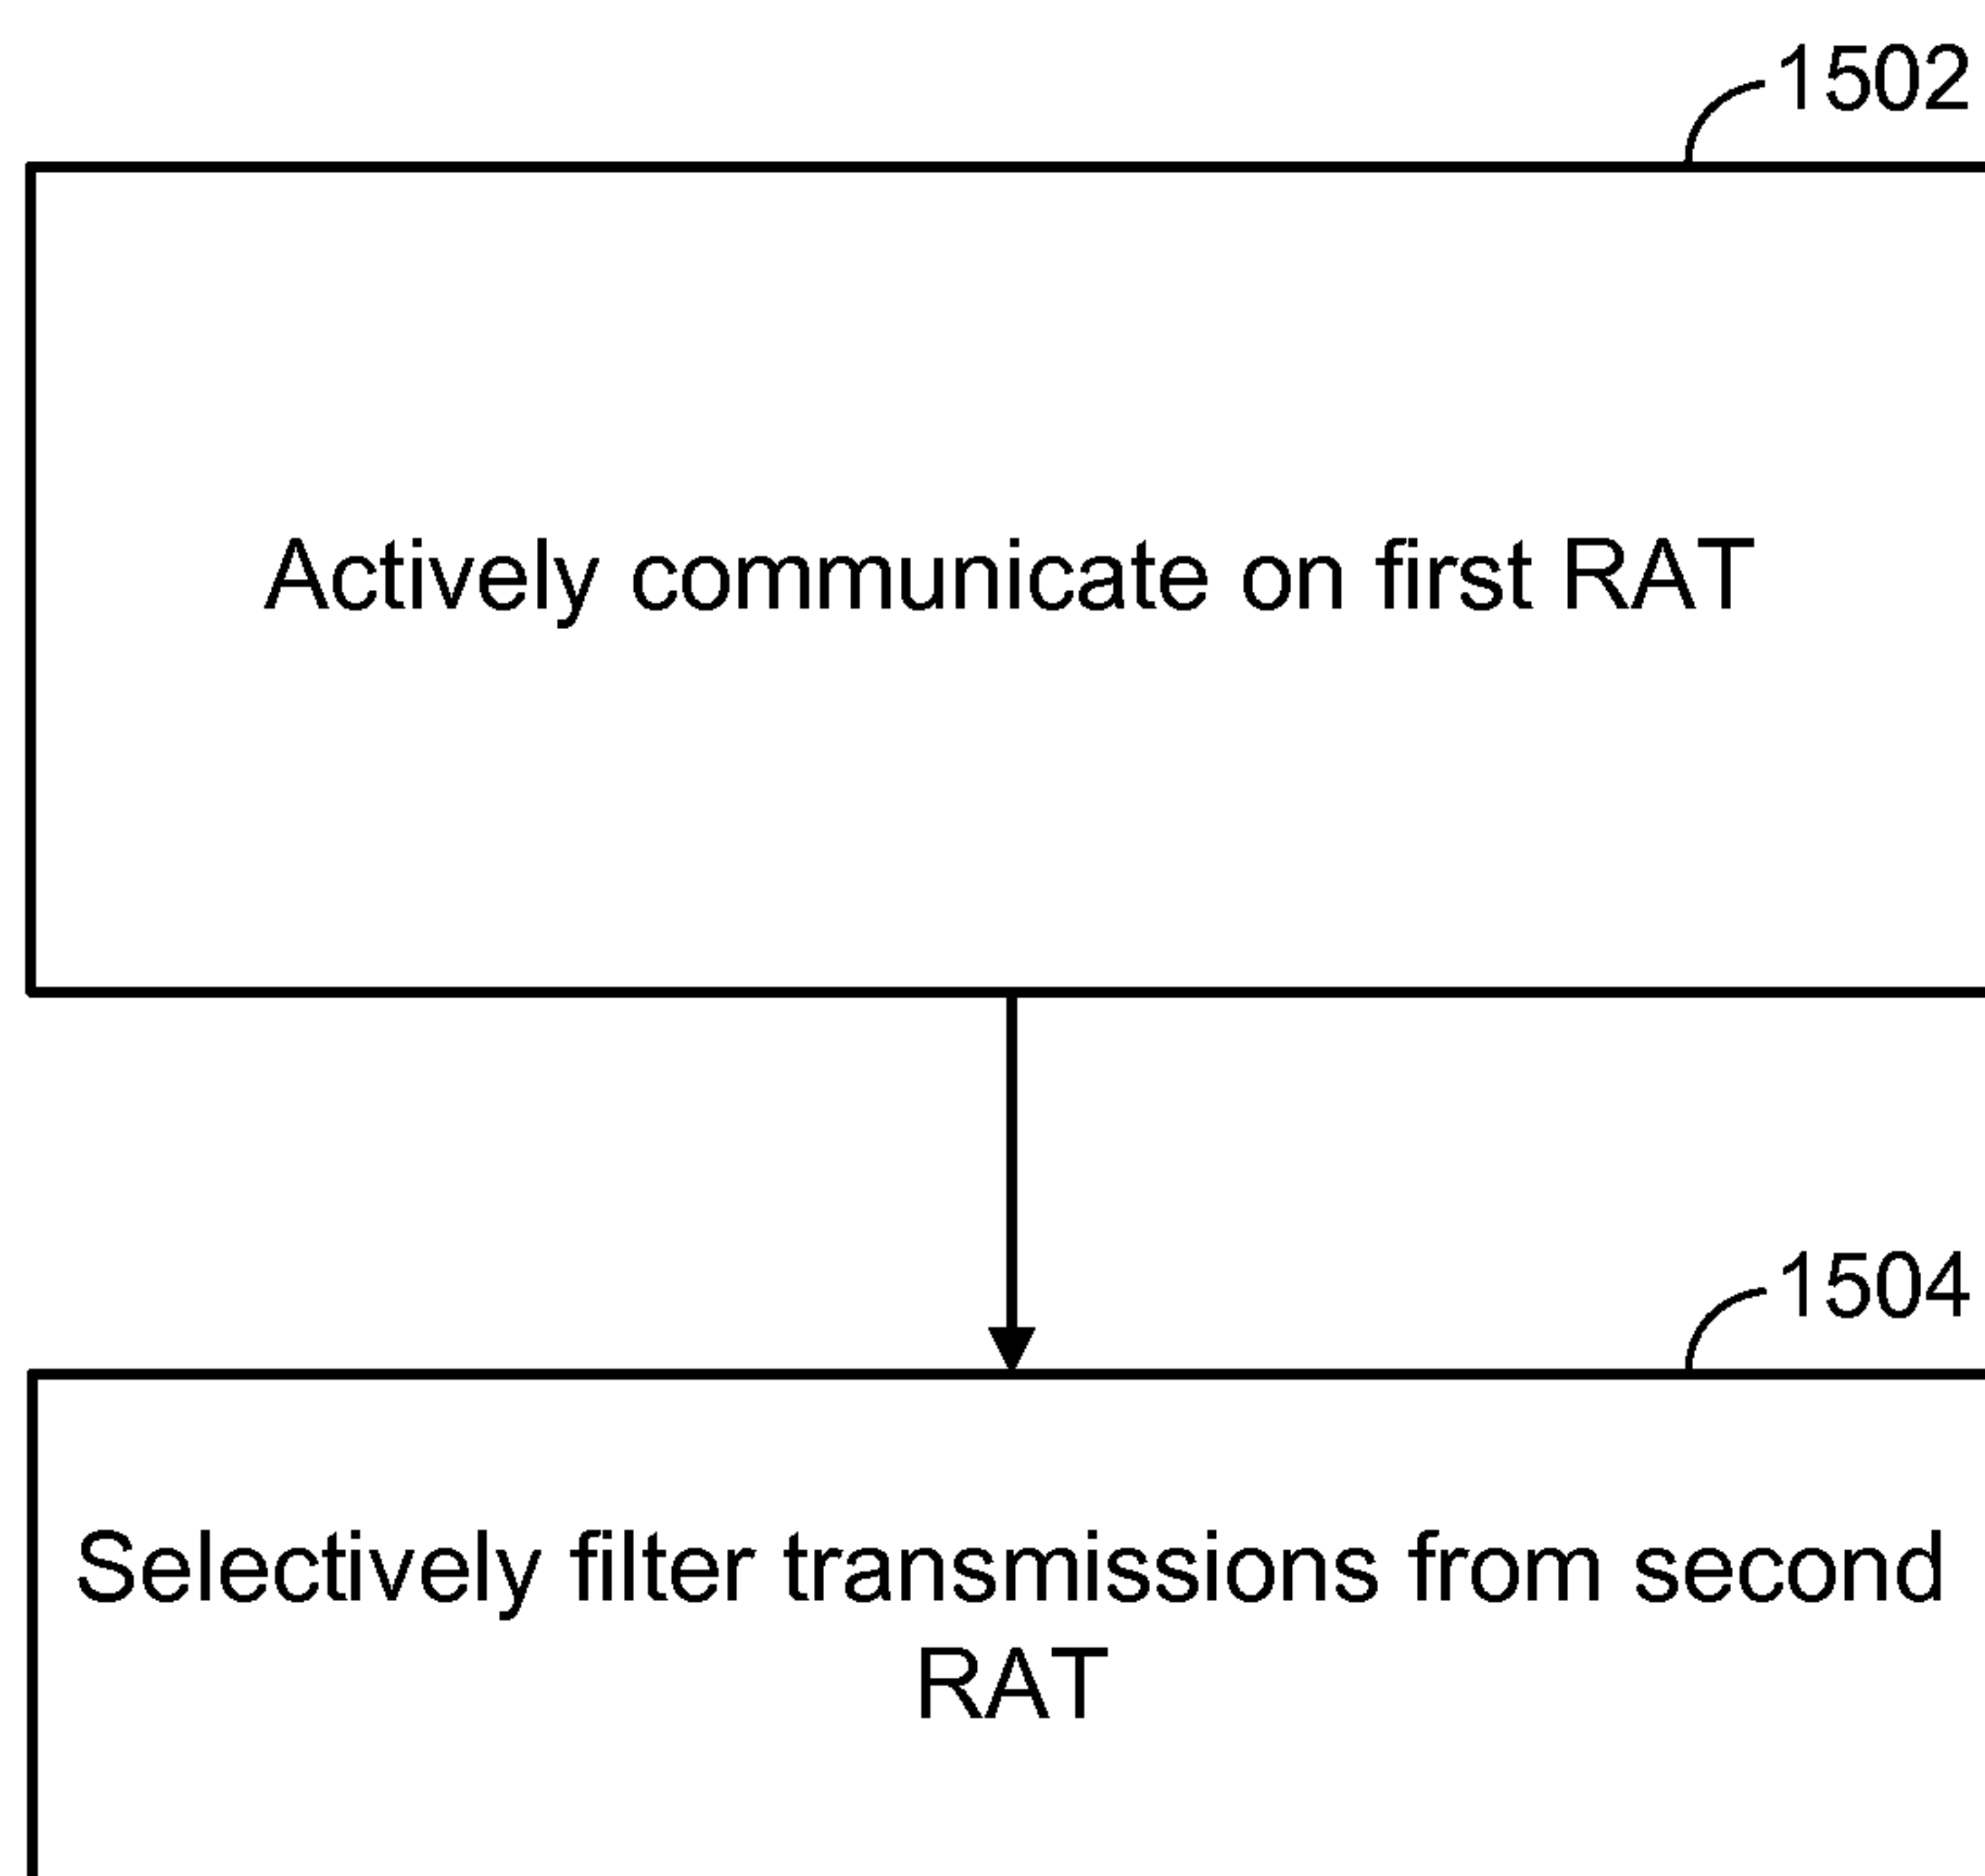 1502
Actively communicate on first RAT
1504
Selectively filter transmissions from second
RAT